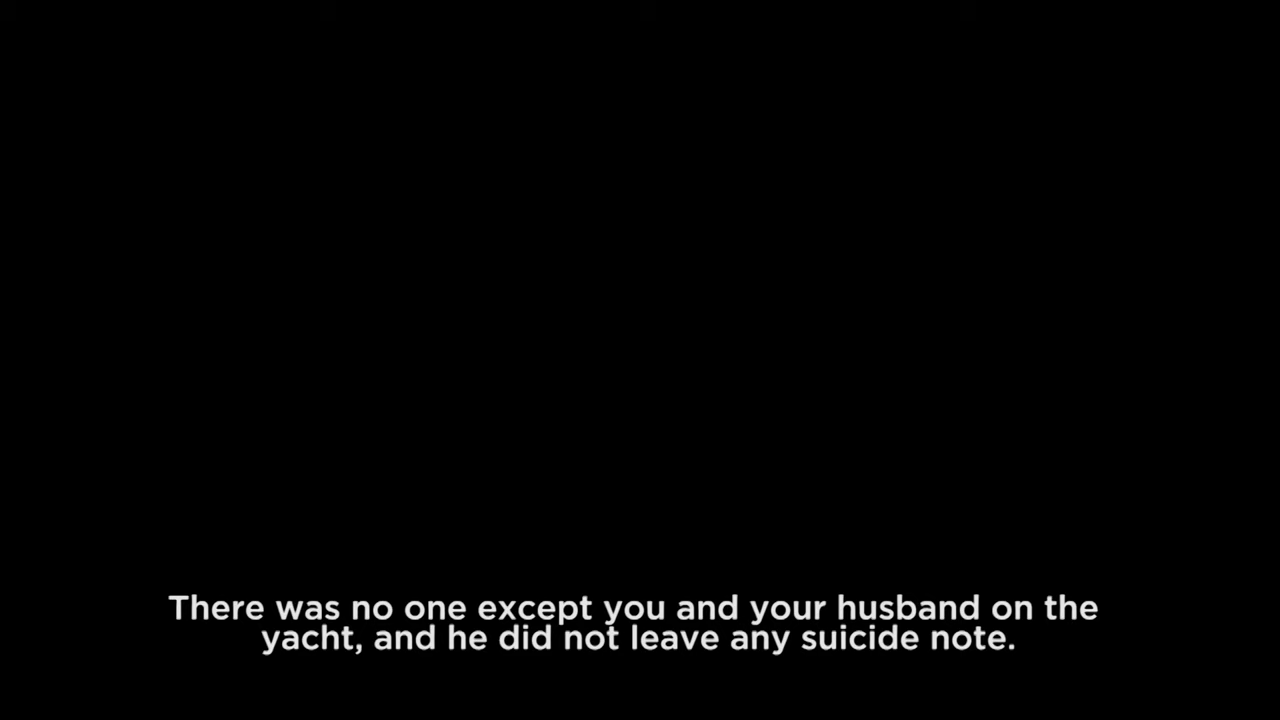 There was no one except you and your husband on the
yacht, and he did not leave any suicide note.